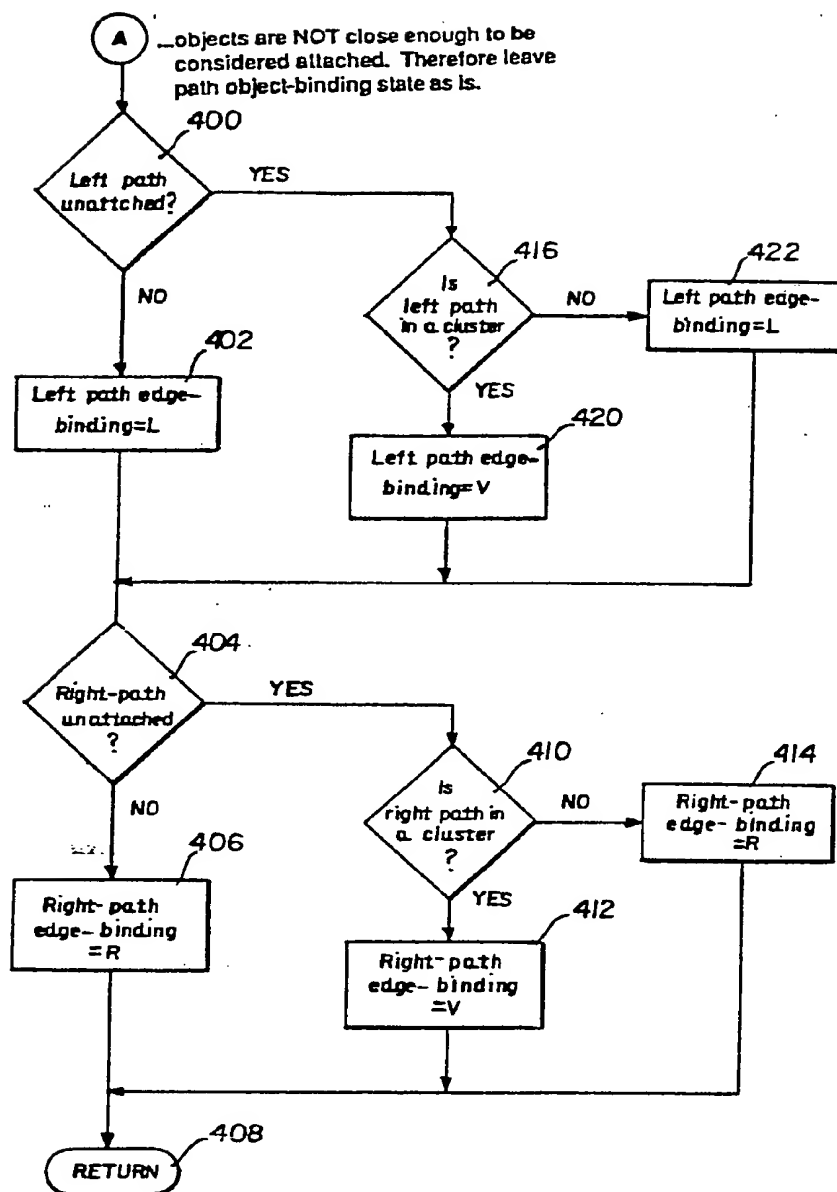 A
...objects are NOT close enough to be
considered attached. Therefore leave
path object-binding state as is.
400
Left path
unattched?
YES
NO
416
Is
left path
in a cluster
?
NO
YES
422
Left path edge-
binding=L
402
Left path edge-
binding=L
420
Left path edge-
binding=V
404
Right-path
unattached
?
YES
NO
410
Is
right path in
a cluster
?
NO
YES
414
Right-path
edge-binding
=R
406
Right-path
edge-binding
=R
412
Right-path
edge-binding
=V
408
RETURN